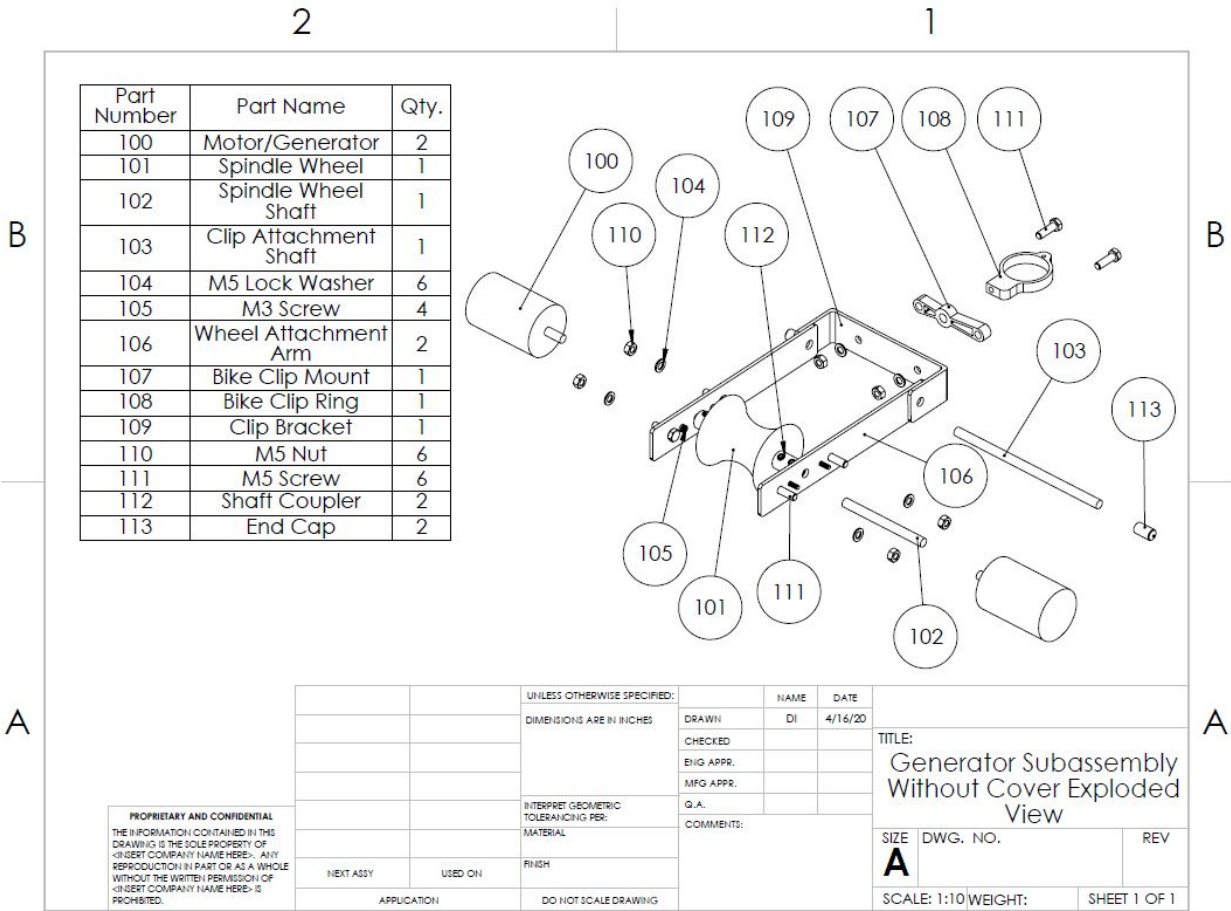 2
1
B
B
A
A
Part Number Part Name Qty.
100 Motor/Generator 2
101 Spindle Wheel 1
102 Spindle Wheel Shaft 1
103 Clip Attachment Shaft 1
104 M5 Lock Washer 6
105 M3 Screw 4
106 Wheel Attachment Arm 2
107 Bike Clip Mount 1
108 Bike Clip Ring 1
109 Clip Bracket 1
110 M5 Nut 6
111 M5 Screw 6
112 Shaft Coupler 2
113 End Cap 2
109
107
108
111
100
104
110
112
103
113
106
105
101
111
102
PROPRIETARY AND CONFIDENTIAL
THE INFORMATION CONTAINED IN THIS
DRAWING IS THE SOLE PROPERTY OF
<INSERT COMPANY NAME HERE>. ANY
REPRODUCTION IN PART OR AS A WHOLE
WITHOUT THE WRITTEN PERMISSION OF
<INSERT COMPANY NAME HERE> IS
PROHIBITED.
NEXT ASSY
USED ON
APPLICATION
UNLESS OTHERWISE SPECIFIED:
DIMENSIONS ARE IN INCHES
INTERPRET GEOMETRIC
TOLERANCING PER:
MATERIAL
FINISH
DO NOT SCALE DRAWING
NAME DATE
DRAWN DI 4/16/20
CHECKED
ENG APPR.
MFG APPR.
Q.A.
COMMENTS:
TITLE:
Generator Subassembly
Without Cover Exploded
View
SIZE DWG. NO. REV
A
SCALE: 1:10 WEIGHT: SHEET 1 OF 1